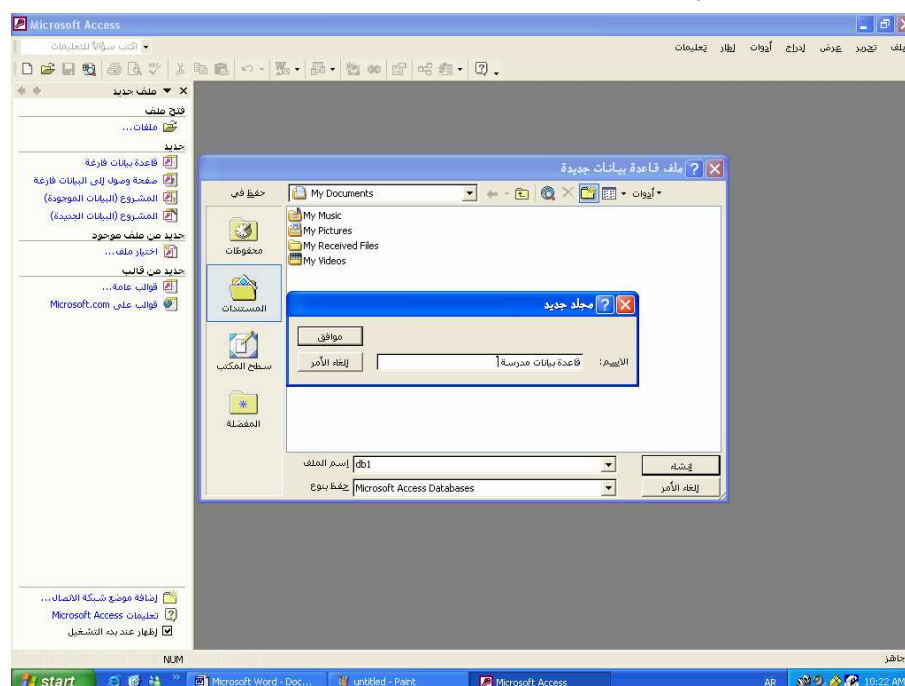 Microsoft Access
ملف تحرير عرض إدراج أدوات إطار تعليمات
اكتب سؤالاً للتعليمات
ملف جديد
فتح ملف
ملفات...
جديد
قاعدة بيانات فارغة
صفحة وصول إلى البيانات فارغة
المشروع (البيانات الموجودة)
المشروع (البيانات الجديدة)
جديد من ملف موجود
اختيار ملف...
جديد من قالب
قوالب عامة...
قوالب على Microsoft.com
إضافة موضع شبكة الاتصال...
تعليمات Microsoft Access
إظهار عند بدء التشغيل
ملف قاعدة بيانات جديدة
حفظ في
My Documents
أدوات
محفوظات
المستندات
سطح المكتب
المفضلة
My Music
My Pictures
My Received Files
My Videos
مجلد جديد
موافق
الاسم: قاعدة بيانات مدرسة
إلغاء الأمر
إسم الملف db1
إنشاء
حفظ بنوع Microsoft Access Databases
إلغاء الأمر
جاهز
NUM
start
Microsoft Word - Doc...
untitled - Paint
Microsoft Access
AR
10:22 AM